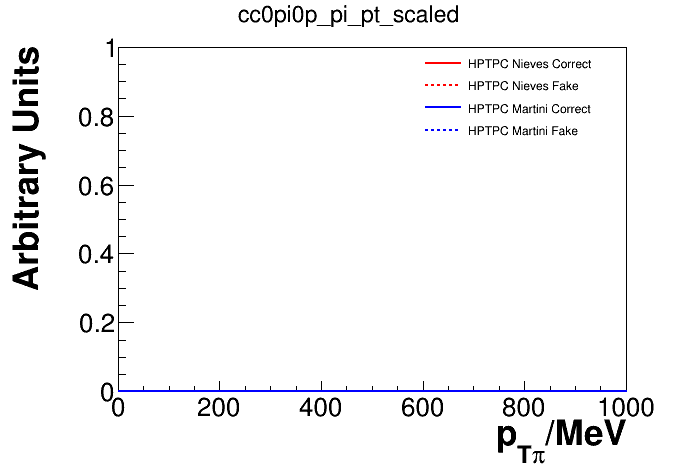 cc0pi0p_pi_pt_scaled
Arbitrary Units
1
0.8
0.6
0.4
0.2
0
HPTPC Nieves Correct
HPTPC Nieves Fake
HPTPC Martini Correct
HPTPC Martini Fake
0 200 400 600 800 1000
pTπ/MeV